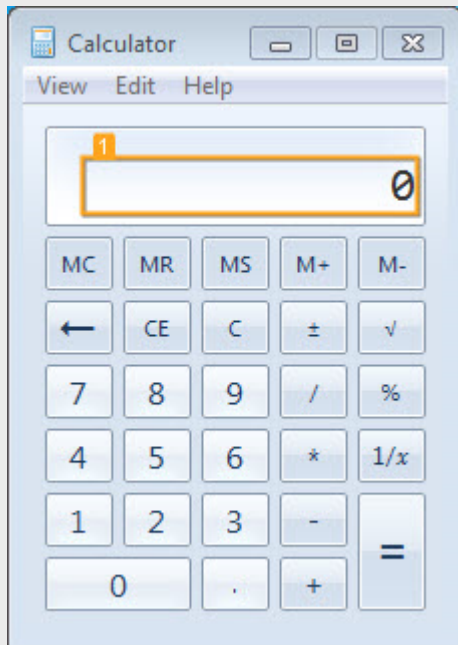 Calculator
View Edit Help
1
0
MC MR MS M+ M-
← CE C ± √
7 8 9 / %
4 5 6 * 1/x
1 2 3 - =
0 . +